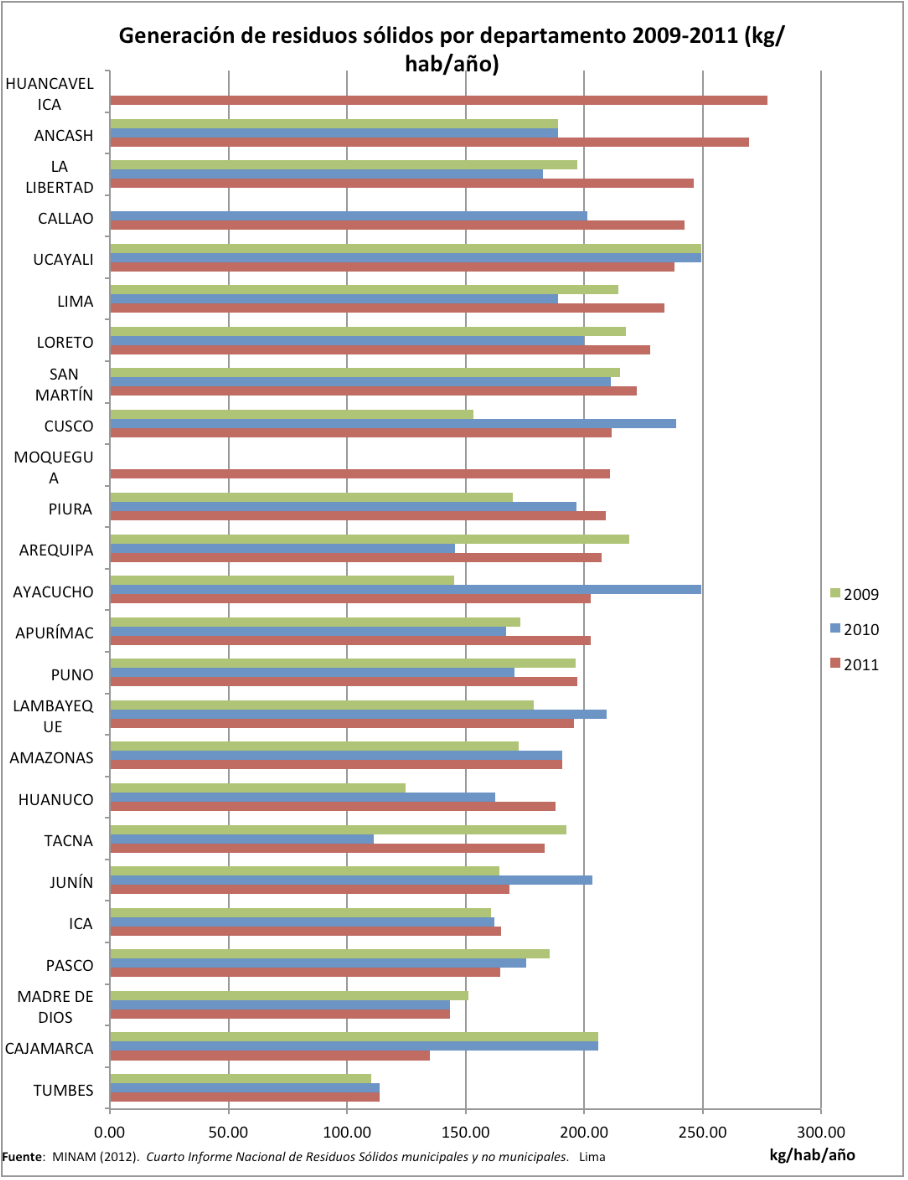 Generación de residuos sólidos por departamento 2009-2011 (kg/
hab/año)
HUANCAVEL
ICA
ANCASH
LA
LIBERTAD
CALLAO
UCAYALI
LIMA
LORETO
SAN
MARTÍN
CUSCO
MOQUEGU
A
PIURA
AREQUIPA
AYACUCHO
APURÍMAC
PUNO
LAMBAYEQ
UE
AMAZONAS
HUANUCO
TACNA
JUNÍN
ICA
PASCO
MADRE DE
DIOS
CAJAMARCA
TUMBES
2009
2010
2011
0.00 50.00 100.00 150.00 200.00 250.00 300.00
kg/hab/año
Fuente: MINAM (2012). Cuarto Informe Nacional de Residuos Sólidos municipales y no municipales. Lima